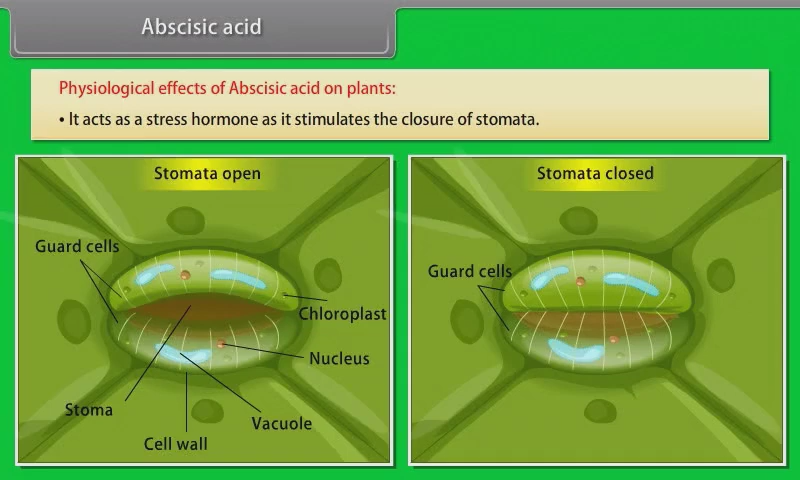 Abscisic acid
Physiological effects of Abscisic acid on plants:
• It acts as a stress hormone as it stimulates the closure of stomata.
Stomata open
Guard cells
Chloroplast
Nucleus
Stoma
Vacuole
Cell wall
Stomata closed
Guard cells